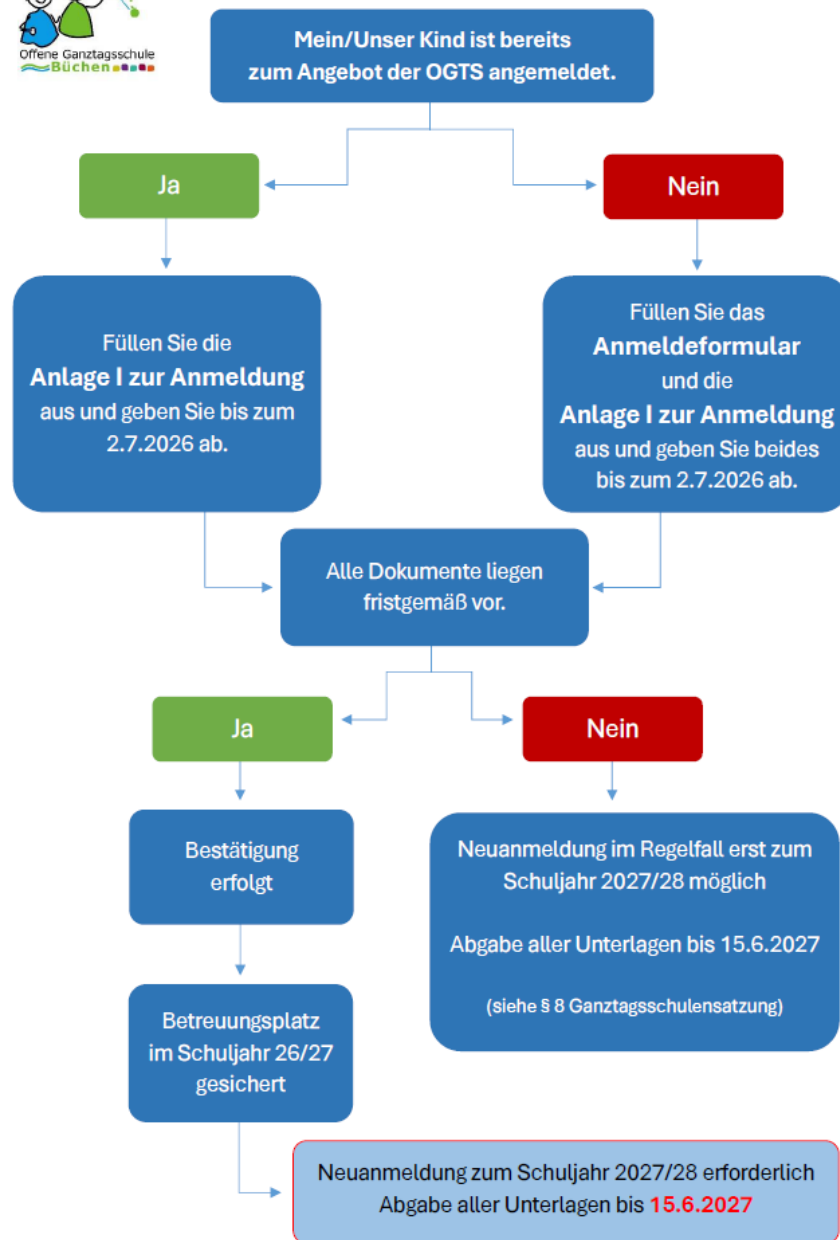 Offene Ganztagsschule
Büchen
Mein/Unser Kind ist bereits
zum Angebot der OGTS angemeldet.
Ja
Nein
Füllen Sie die
Anlage I zur Anmeldung
aus und geben Sie bis zum
2.7.2026 ab.
Füllen Sie das
Anmeldeformular
und die
Anlage I zur Anmeldung
aus und geben Sie beides
bis zum 2.7.2026 ab.
Alle Dokumente liegen
fristgemäß vor.
Ja
Nein
Bestätigung
erfolgt
Neuanmeldung im Regelfall erst zum
Schuljahr 2027/28 möglich
Abgabe aller Unterlagen bis 15.6.2027
(siehe § 8 Ganztagsschulensatzung)
Betreuungsplatz
im Schuljahr 26/27
gesichert
Neuanmeldung zum Schuljahr 2027/28 erforderlich
Abgabe aller Unterlagen bis 15.6.2027